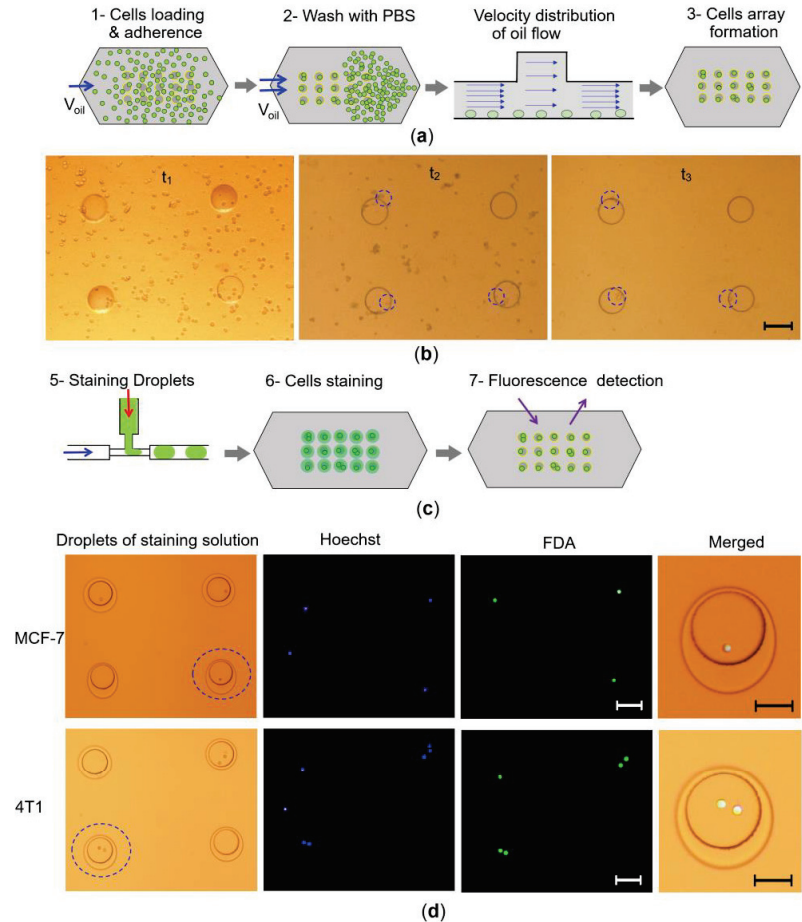 1- Cells loading
& adherence
2- Wash with PBS
Velocity distribution
of oil flow
3- Cells array
formation
Voil
Voil
(a)
t1
t2
t3
(b)
5- Staining Droplets
6- Cells staining
7- Fluorescence detection
(c)
Droplets of staining solution
Hoechst
FDA
Merged
MCF-7
4T1
(d)